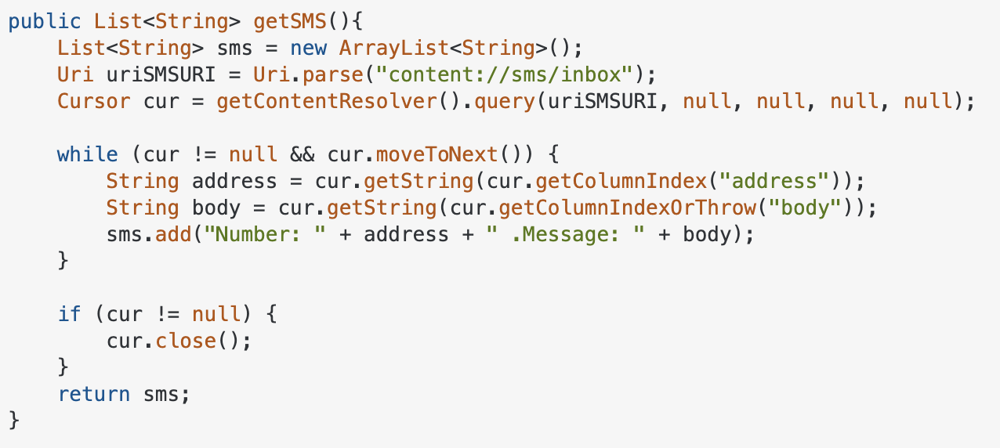 public List<String> getSMS(){
    List<String> sms = new ArrayList<String>();
    Uri uriSMSURI = Uri.parse("content://sms/inbox");
    Cursor cur = getContentResolver().query(uriSMSURI, null, null, null, null);

    while (cur != null && cur.moveToNext()) {
        String address = cur.getString(cur.getColumnIndex("address"));
        String body = cur.getString(cur.getColumnIndexOrThrow("body"));
        sms.add("Number: " + address + " .Message: " + body);
    }

    if (cur != null) {
        cur.close();
    }
    return sms;
}